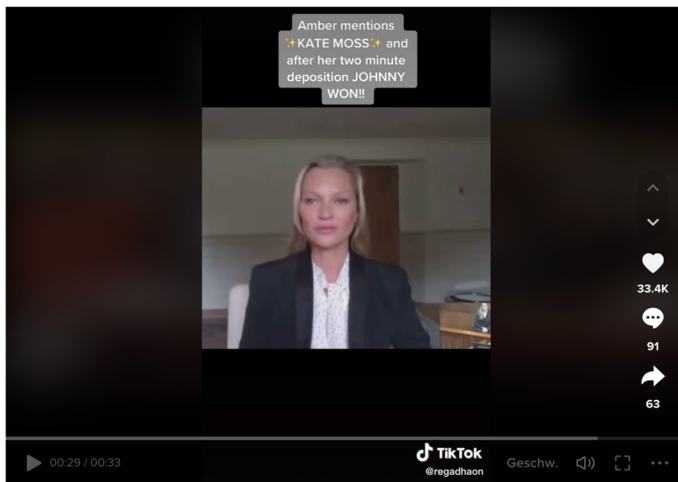 Amber mentions
✨KATE MOSS✨ and
after her two minute
deposition JOHNNY
WON!!
33.4K
91
63
00:29 / 00:33
TikTok
@regadhaon
Geschw.